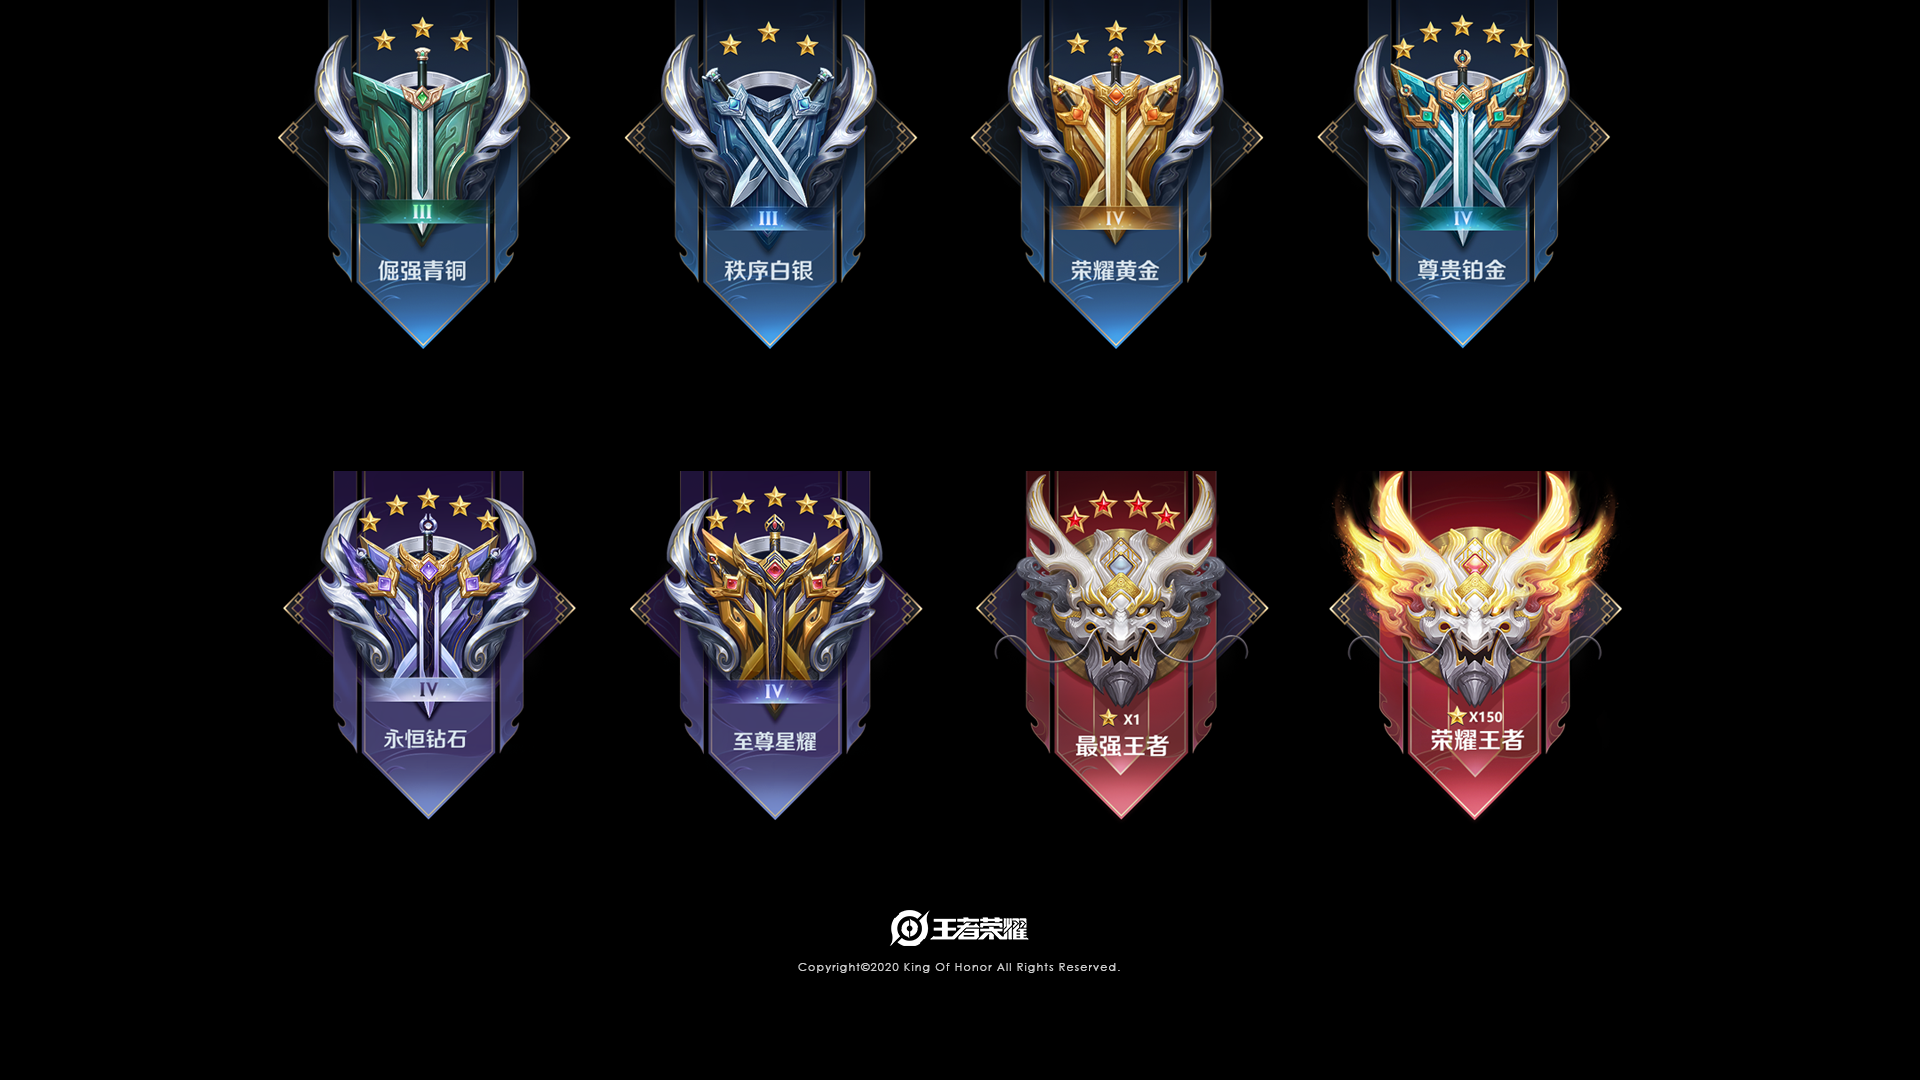 III
III
IV
IV
倔强青铜
秩序白银
荣耀黄金
尊贵铂金
IV
IV
X1
X150
永恒钻石
至尊星耀
最强王者
荣耀王者
王者荣耀
Copyright©2020 King Of Honor All Rights Reserved.